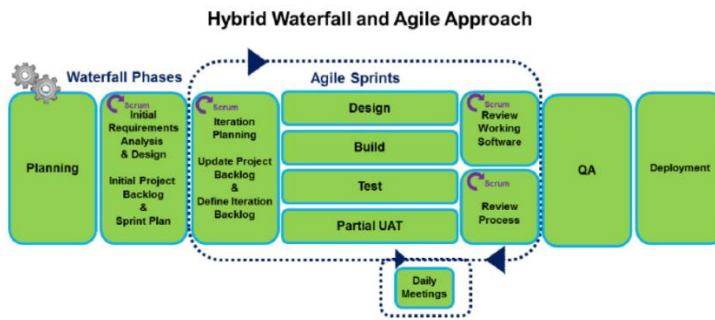 Hybrid Waterfall and Agile Approach
Waterfall Phases
Agile Sprints
Planning
Scrum
Initial
Requirements
Analysis
& Design
Initial Project
Backlog
&
Sprint Plan
Scrum
Iteration
Planning
Update Project
Backlog
&
Define Iteration
Backlog
Design
Build
Test
Partial UAT
Scrum
Review
Working
Software
Scrum
Review
Process
QA
Deployment
Daily
Meetings